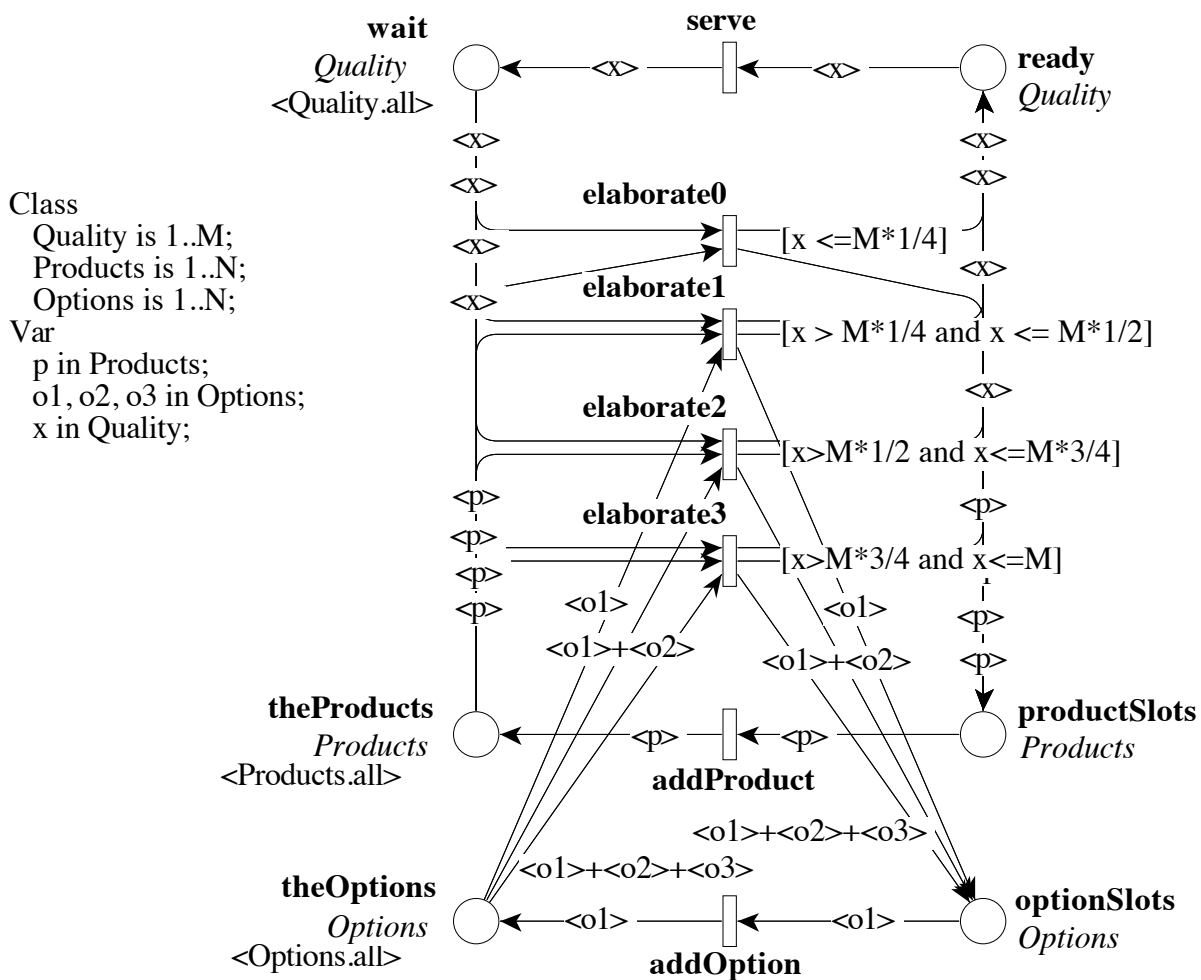 serve
wait
Quality
<Quality.all>
<x>
<x>
ready
Quality
<x>
<x>
<x>
<x>
<x>
<x>
Class
Quality is 1..M;
Products is 1..N;
Options is 1..N;
Var
p in Products;
o1, o2, o3 in Options;
x in Quality;
elaborate0
[x <=M*1/4]
<x>
<x>
elaborate1
[x > M*1/4 and x <= M*1/2]
<x>
elaborate2
[x>M*1/2 and x<=M*3/4]
<p>
<p>
<p>
<p>
<p>
elaborate3
[x>M*3/4 and x<=M]
<o1>
<o1>
<p>
<o1>+<o2>
<o1>+<o2>
<p>
theProducts
Products
<Products.all>
<p>
<p>
productSlots
Products
addProduct
<o1>+<o2>+<o3>
<o1>+<o2>+<o3>
theOptions
Options
<Options.all>
<o1>
<o1>
optionSlots
Options
addOption